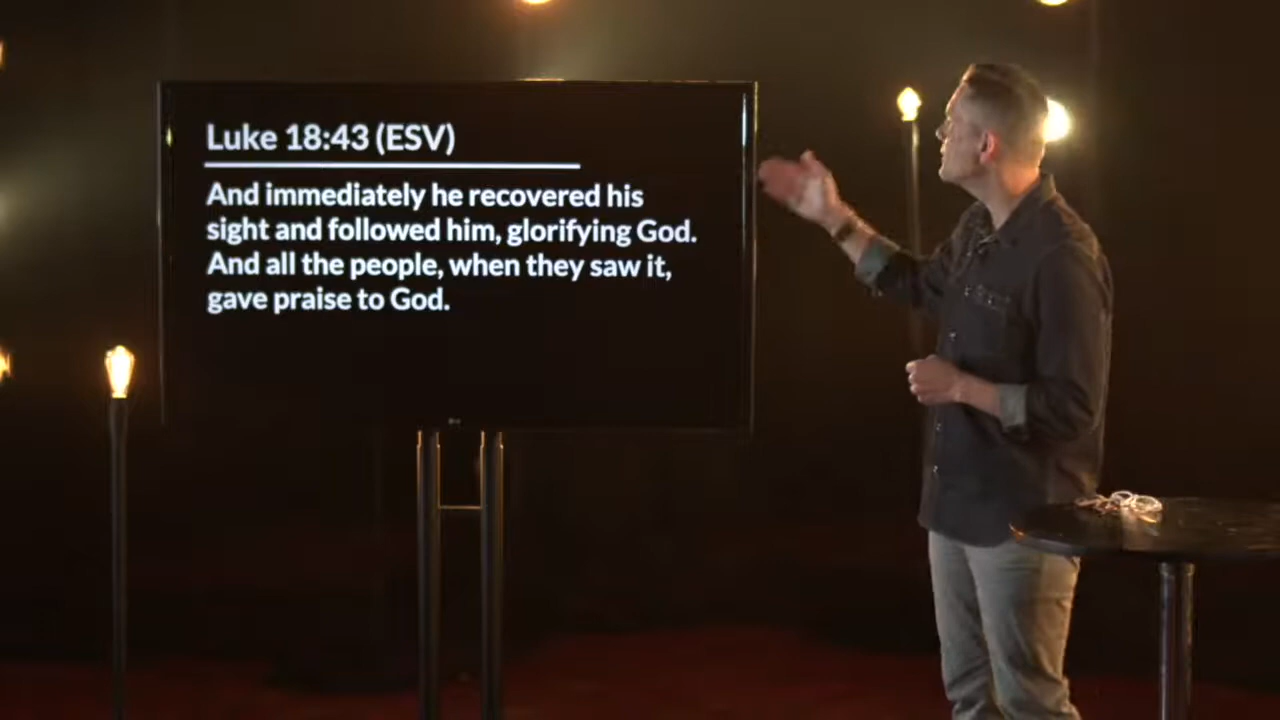 Luke 18:43 (ESV)
And immediately he recovered his
sight and followed him, glorifying God.
And all the people, when they saw it,
gave praise to God.